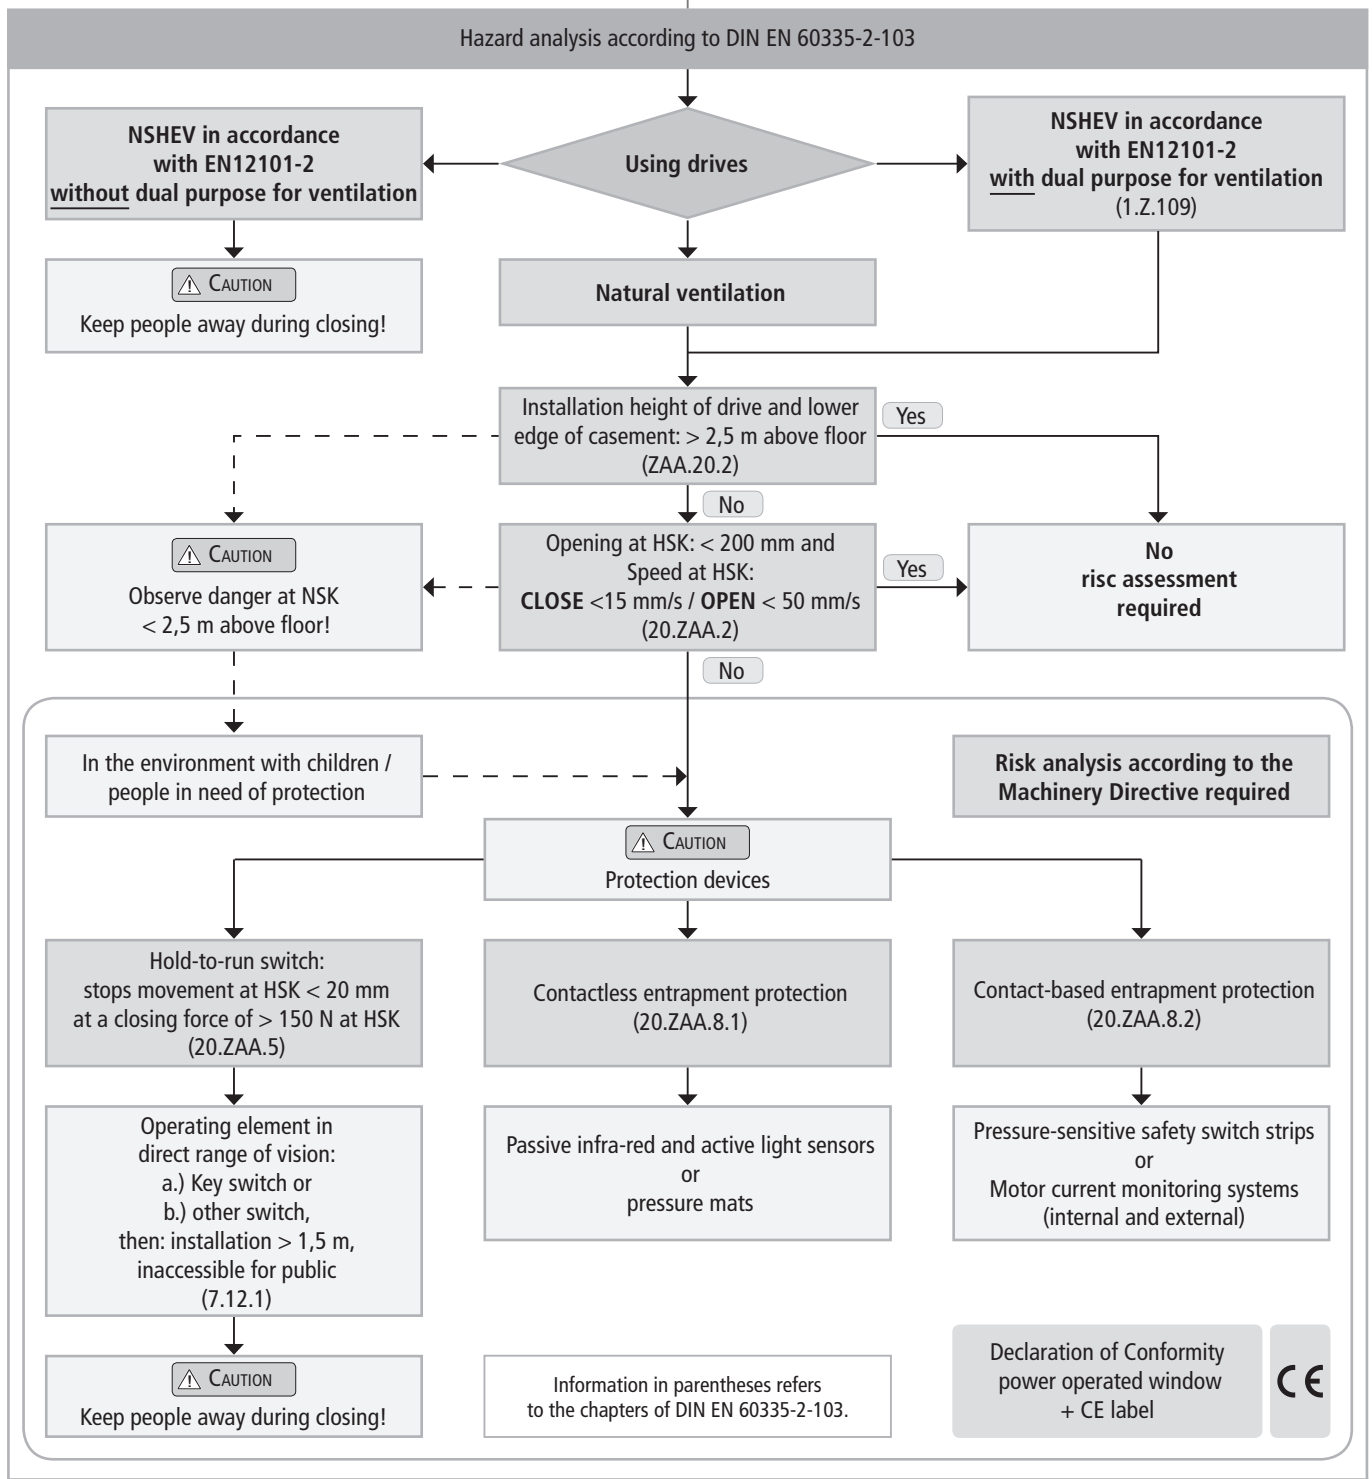 Hazard analysis according to DIN EN 60335-2-103
NSHEV in accordance
with EN12101-2
without dual purpose for ventilation
Using drives
NSHEV in accordance
with EN12101-2
with dual purpose for ventilation
(1.Z.109)
CAUTION
Keep people away during closing!
Natural ventilation
Installation height of drive and lower
edge of casement: > 2,5 m above floor
(ZAA.20.2)
Yes
No
CAUTION
Observe danger at NSK
< 2,5 m above floor!
Opening at HSK: < 200 mm and
Speed at HSK:
CLOSE <15 mm/s / OPEN < 50 mm/s
(20.ZAA.2)
Yes
No
risc assessment
required
No
In the environment with children /
people in need of protection
Risk analysis according to the
Machinery Directive required
CAUTION
Protection devices
Hold-to-run switch:
stops movement at HSK < 20 mm
at a closing force of > 150 N at HSK
(20.ZAA.5)
Contactless entrapment protection
(20.ZAA.8.1)
Contact-based entrapment protection
(20.ZAA.8.2)
Operating element in
direct range of vision:
a.) Key switch or
b.) other switch,
then: installation > 1,5 m,
inaccessible for public
(7.12.1)
Passive infra-red and active light sensors
or
pressure mats
Pressure-sensitive safety switch strips
or
Motor current monitoring systems
(internal and external)
CAUTION
Keep people away during closing!
Information in parentheses refers
to the chapters of DIN EN 60335-2-103.
Declaration of Conformity
power operated window
+ CE label
CE